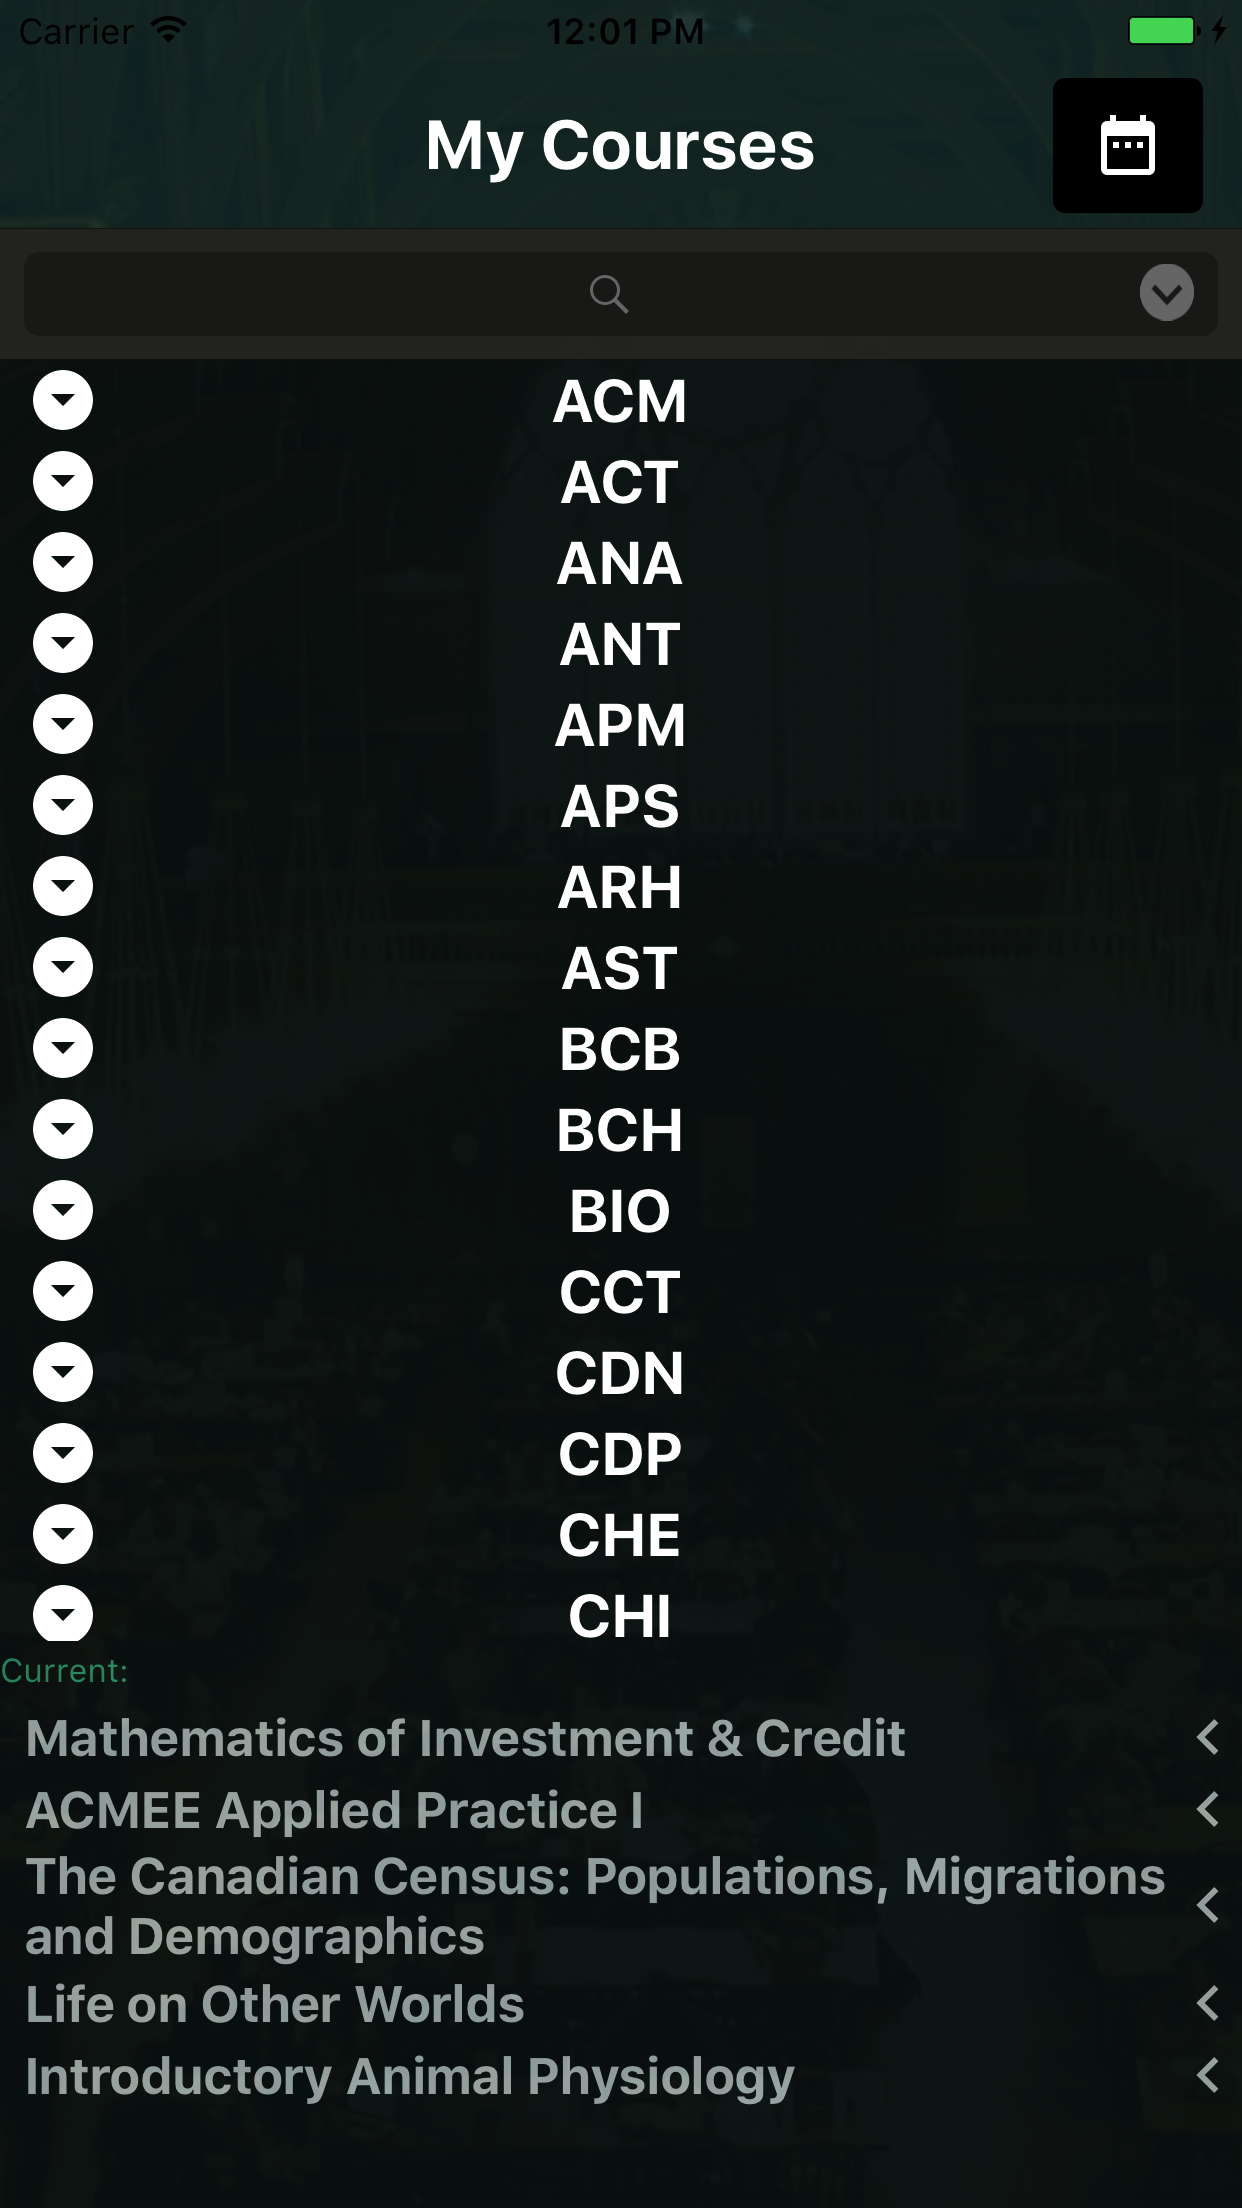 Carrier 12:01 PM
My Courses
ACM
ACT
ANA
ANT
APM
APS
ARH
AST
BCB
BCH
BIO
CCT
CDN
CDP
CHE
CHI
Current:
Mathematics of Investment & Credit
ACMEE Applied Practice I
The Canadian Census: Populations, Migrations
and Demographics
Life on Other Worlds
Introductory Animal Physiology